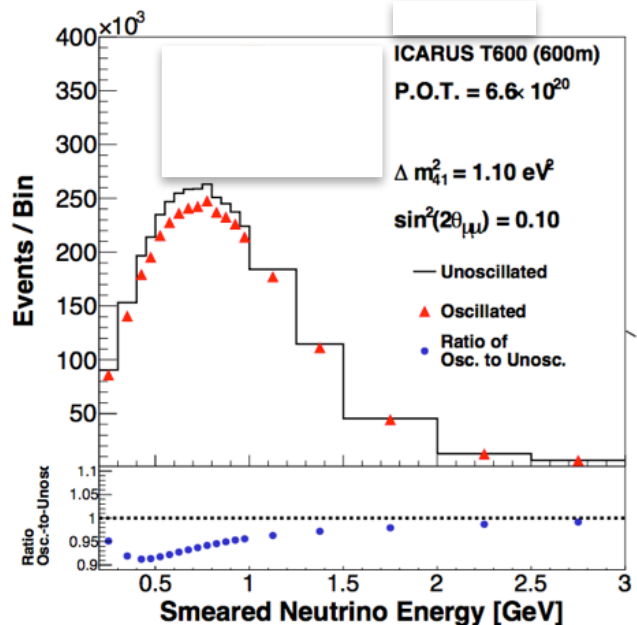 ×10³
400
350
300
250
200
150
100
50
Events / Bin
ICARUS T600 (600m)
P.O.T. = 6.6× 10²⁰
Δ m²₄₁ = 1.10 eV²
sin²(2θμμ) = 0.10
Unoscillated
Oscillated
Ratio of
Osc. to Unosc.
Ratio
Osc.-to-Unosc
1.1
1.05
1
0.95
0.9
0.5 1 1.5 2 2.5 3
Smeared Neutrino Energy [GeV]